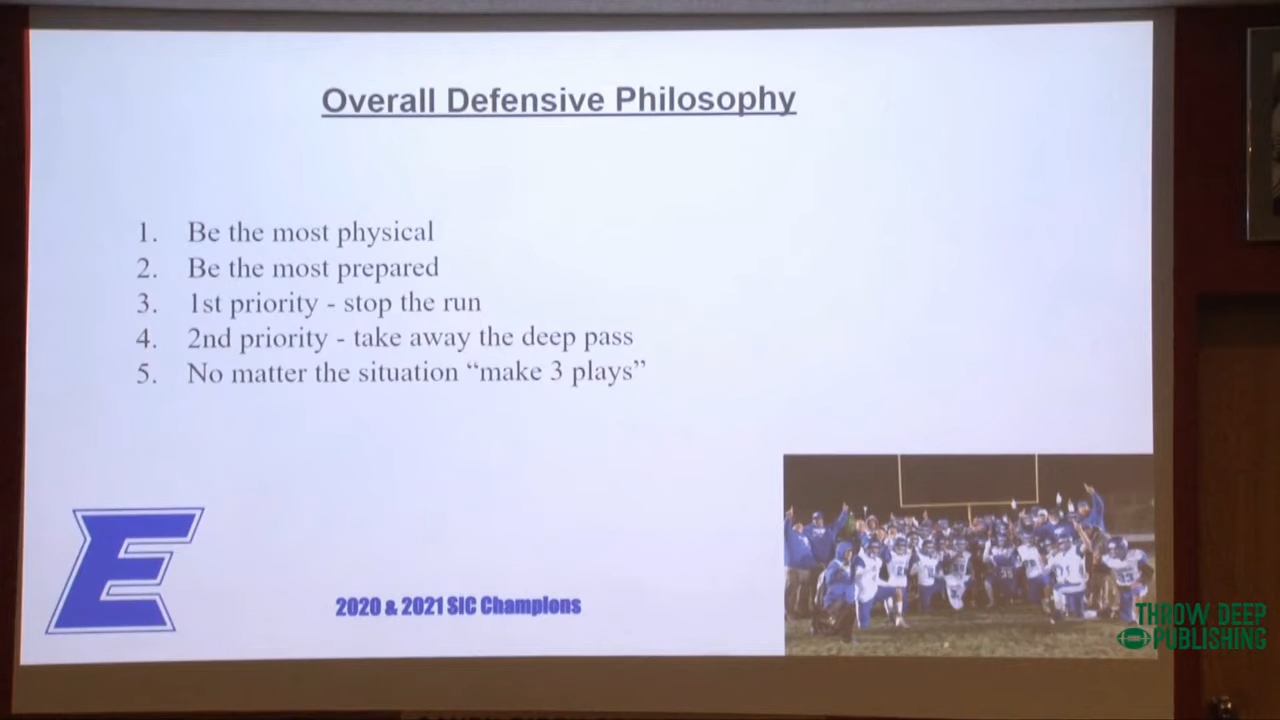 Overall Defensive Philosophy
1. Be the most physical
2. Be the most prepared
3. 1st priority - stop the run
4. 2nd priority - take away the deep pass
5. No matter the situation “make 3 plays”
E
2020 & 2021 SIC Champions
THROW DEEP
PUBLISHING